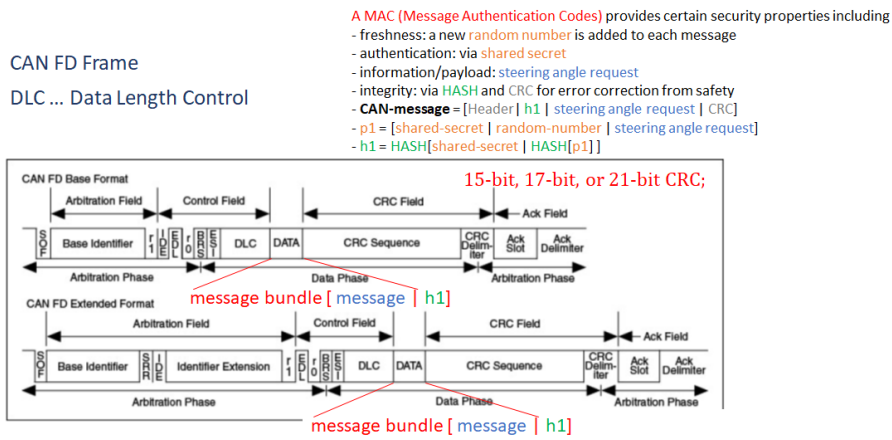 A MAC (Message Authentication Codes) provides certain security properties including
- freshness: a new random number is added to each message
- authentication: via shared secret
- information/payload: steering angle request
- integrity: via HASH and CRC for error correction from safety
- CAN-message = [Header| h1 | steering angle request | CRC]
- p1 = [shared-secret | random-number | steering angle request]
- h1 = HASH[shared-secret | HASH[p1] ]
CAN FD Frame
DLC ... Data Length Control
CAN FD Base Format
15-bit, 17-bit, or 21-bit CRC;
Arbitration Field Control Field CRC Field
Ack Field
SOF Base Identifier r1 IDE EDL r0 BRS ESI DLC DATA CRC Sequence CRC Delim-iter Ack Slot Ack Delimiter
Arbitration Phase Data Phase Arbitration Phase
message bundle [ message | h1]
CAN FD Extended Format
Arbitration Field Control Field CRC Field
Ack Field
SOF Base Identifier SRR IDE Identifier Extension r1 EDL r0 BRS ESI DLC DATA CRC Sequence CRC Delim-iter Ack Slot Ack Delimiter
Arbitration Phase Data Phase Arbitration Phase
message bundle [ message | h1]